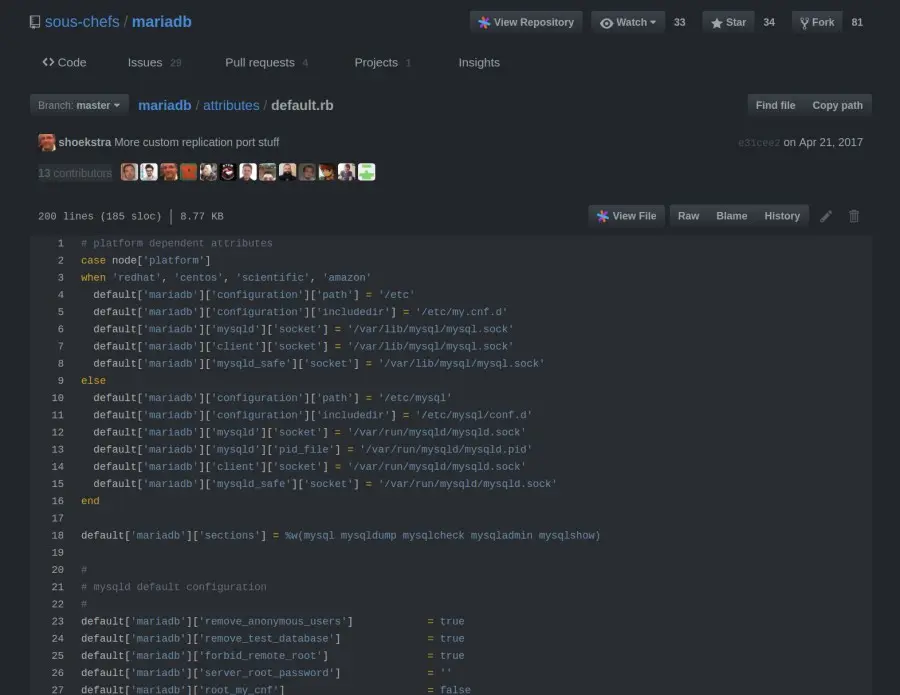 sous-chefs / mariadb
View Repository Watch 33 Star 34 Fork 81
<> Code Issues 29 Pull requests 4 Projects 1 Insights
Branch: master mariadb / attributes / default.rb Find file Copy path
shoekstra More custom replication port stuff e31cee2 on Apr 21, 2017
13 contributors
200 lines (185 sloc) | 8.77 KB View File Raw Blame History
1 # platform dependent attributes
2 case node['platform']
3 when 'redhat', 'centos', 'scientific', 'amazon'
4 default['mariadb']['configuration']['path'] = '/etc'
5 default['mariadb']['configuration']['includedir'] = '/etc/my.cnf.d'
6 default['mariadb']['mysqld']['socket'] = '/var/lib/mysql/mysql.sock'
7 default['mariadb']['client']['socket'] = '/var/lib/mysql/mysql.sock'
8 default['mariadb']['mysqld_safe']['socket'] = '/var/lib/mysql/mysql.sock'
9 else
10 default['mariadb']['configuration']['path'] = '/etc/mysql'
11 default['mariadb']['configuration']['includedir'] = '/etc/mysql/conf.d'
12 default['mariadb']['mysqld']['socket'] = '/var/run/mysqld/mysqld.sock'
13 default['mariadb']['mysqld']['pid_file'] = '/var/run/mysqld/mysqld.pid'
14 default['mariadb']['client']['socket'] = '/var/run/mysqld/mysqld.sock'
15 default['mariadb']['mysqld_safe']['socket'] = '/var/run/mysqld/mysqld.sock'
16 end
17
18 default['mariadb']['sections'] = %w(mysql mysqldump mysqlcheck mysqladmin mysqlshow)
19
20 #
21 # mysqld default configuration
22 #
23 default['mariadb']['remove_anonymous_users'] = true
24 default['mariadb']['remove_test_database'] = true
25 default['mariadb']['forbid_remote_root'] = true
26 default['mariadb']['server_root_password'] = ''
27 default['mariadb']['root_my_cnf'] = false